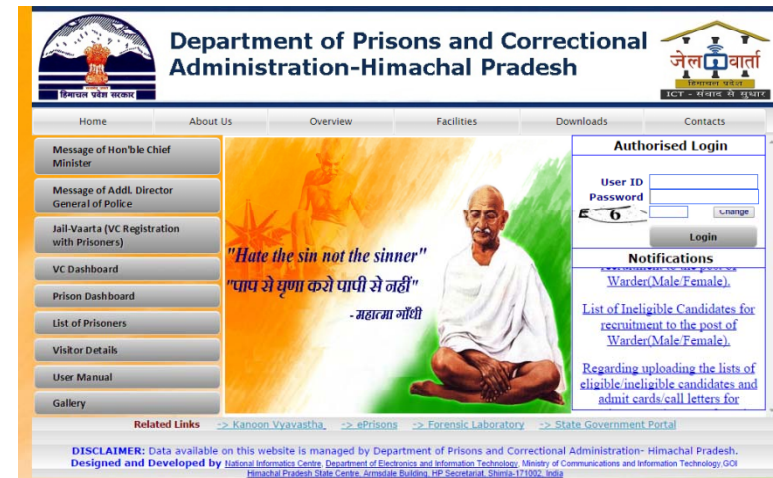 Department of Prisons and Correctional
Administration-Himachal Pradesh
हिमाचल प्रदेश सरकार
जेल वार्ता
हिमाचल प्रदेश
ICT - संवाद से सुधार
Home About Us Overview Facilities Downloads Contacts
Message of Hon'ble Chief
Minister
Message of Addl. Director
General of Police
Jail-Vaarta (VC Registration
with Prisoners)
VC Dashboard
Prison Dashboard
List of Prisoners
Visitor Details
User Manual
Gallery
"Hate the sin not the sinner"
"पाप से घृणा करो पापी से नहीं"
- महात्मा गाँधी
Authorised Login
User ID
Password
E 6 Change
Login
Notifications
recruitment to the post of
Warder(Male/Female).
List of Ineligible Candidates for
recruitment to the post of
Warder(Male/Female).
Regarding uploading the lists of
eligible/ineligible candidates and
admit cards/call letters for
Related Links -> Kanoon Vyavastha -> ePrisons -> Forensic Laboratory -> State Government Portal
DISCLAIMER: Data available on this website is managed by Department of Prisons and Correctional Administration- Himachal Pradesh.
Designed and Developed by National Informatics Centre, Department of Electronics and Information Technology, Ministry of Communications and Information Technology,GOI
Himachal Pradesh State Centre, Armsdale Building, HP Secretariat, Shimla-171002, India